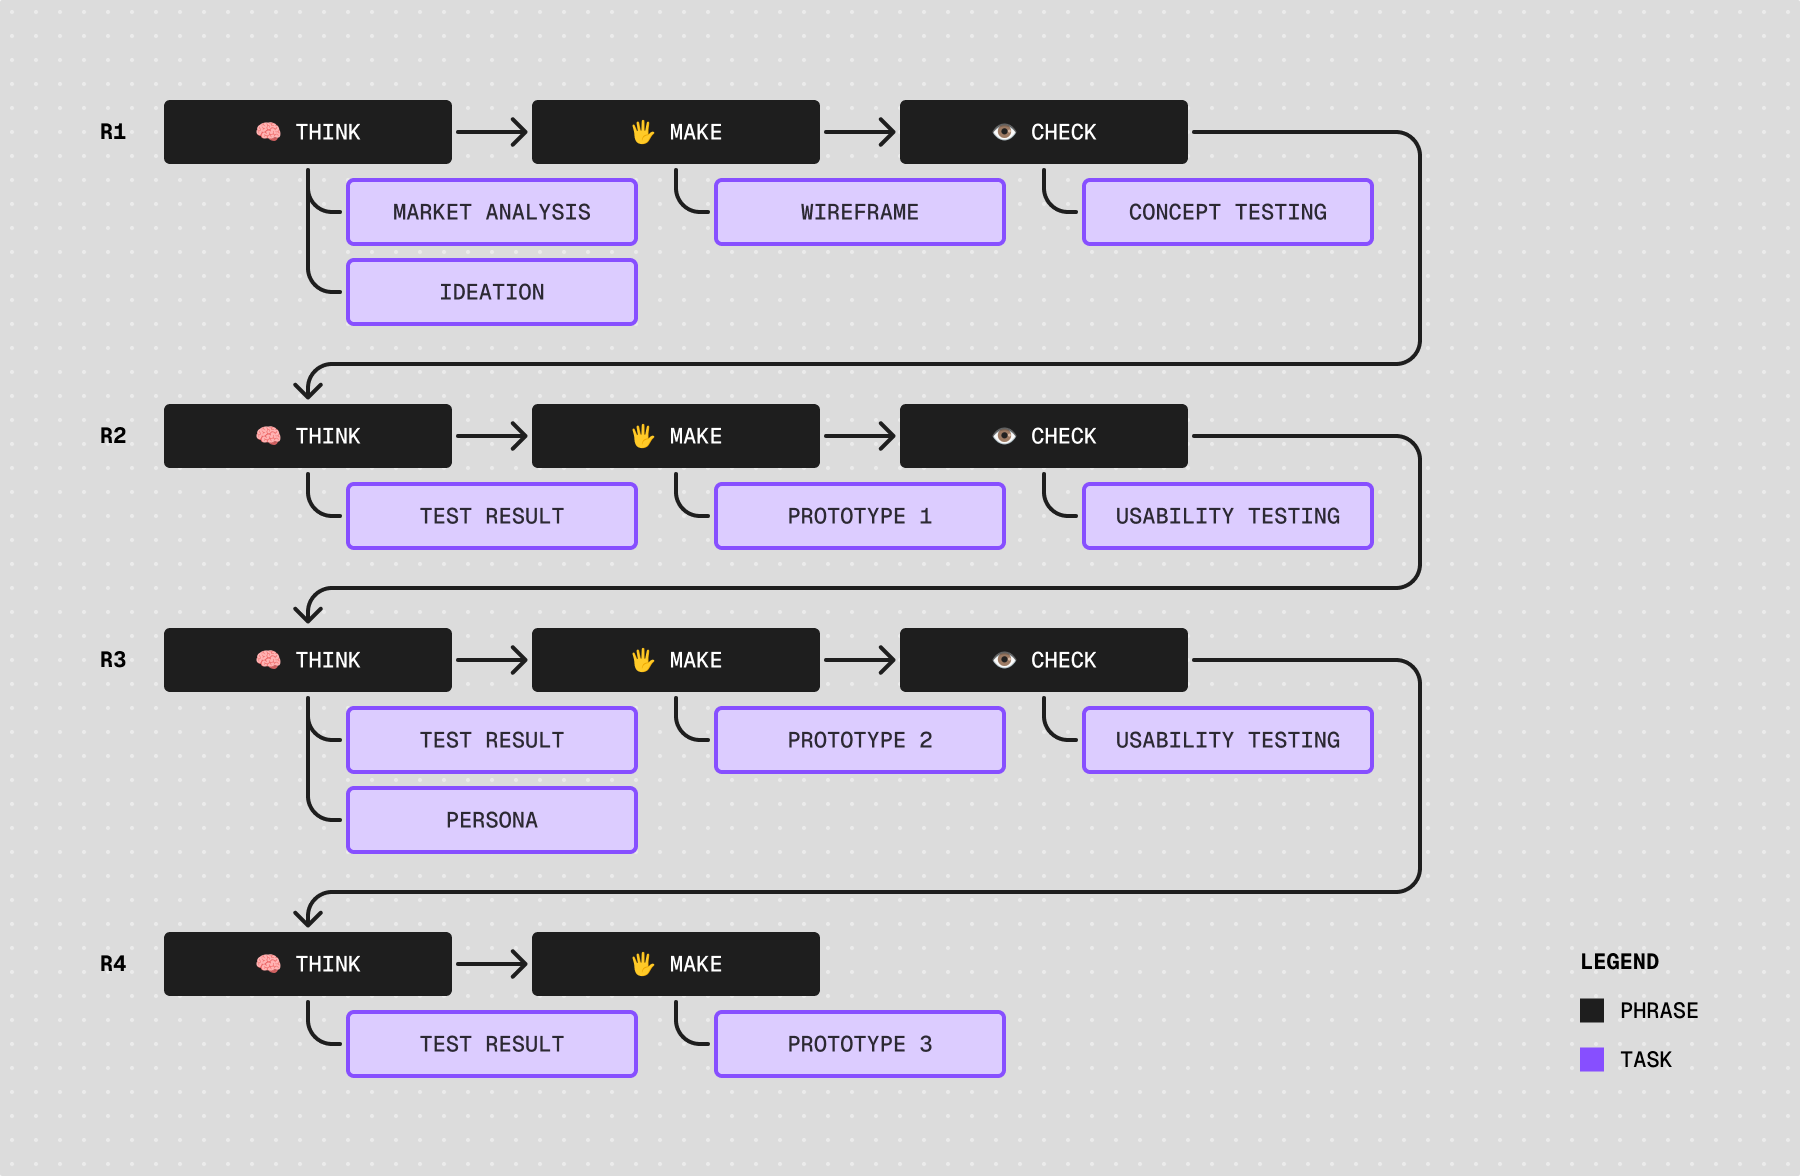 R1
THINK
MAKE
CHECK
MARKET ANALYSIS
WIREFRAME
CONCEPT TESTING
IDEATION
R2
THINK
MAKE
CHECK
TEST RESULT
PROTOTYPE 1
USABILITY TESTING
R3
THINK
MAKE
CHECK
TEST RESULT
PROTOTYPE 2
USABILITY TESTING
PERSONA
R4
THINK
MAKE
TEST RESULT
PROTOTYPE 3
LEGEND
PHRASE
TASK